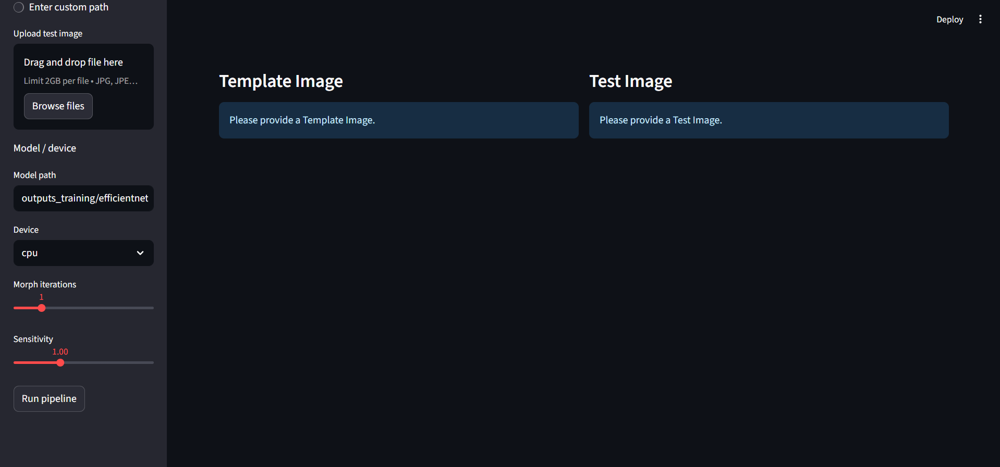 Enter custom path
Upload test image
Drag and drop file here
Limit 2GB per file • JPG, JPE...
Browse files
Model / device
Model path
outputs_training/efficientnet
Device
cpu
Morph iterations
1
Sensitivity
1.00
Run pipeline
Deploy
Template Image
Please provide a Template Image.
Test Image
Please provide a Test Image.